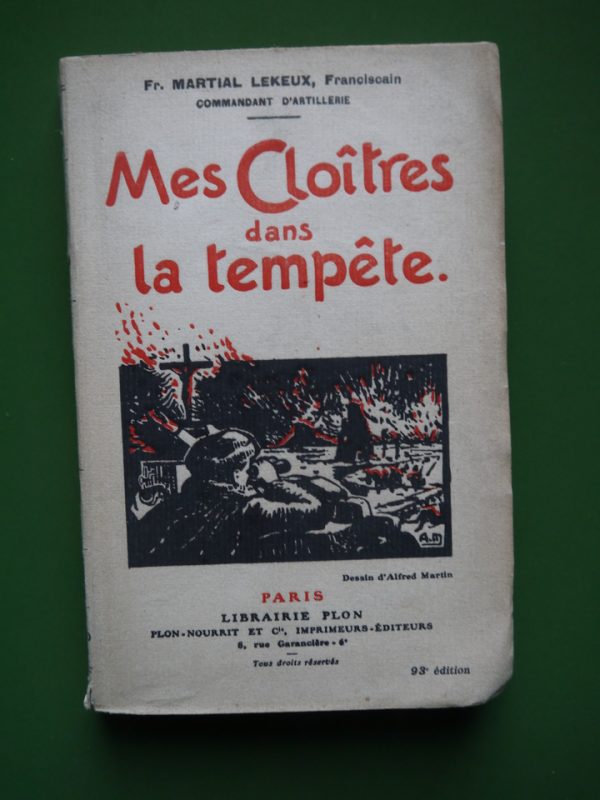 Fr. MARTIAL LEKEUX, Franciscain
COMMANDANT D'ARTILLERIE
Mes Cloîtres
dans
la tempête.
A.M
Dessin d'Alfred Martin
PARIS
LIBRAIRIE PLON
PLON-NOURRIT ET Cie, IMPRIMEURS-ÉDITEURS
8, rue Garancière - 6e
Tous droits réservés
93e édition